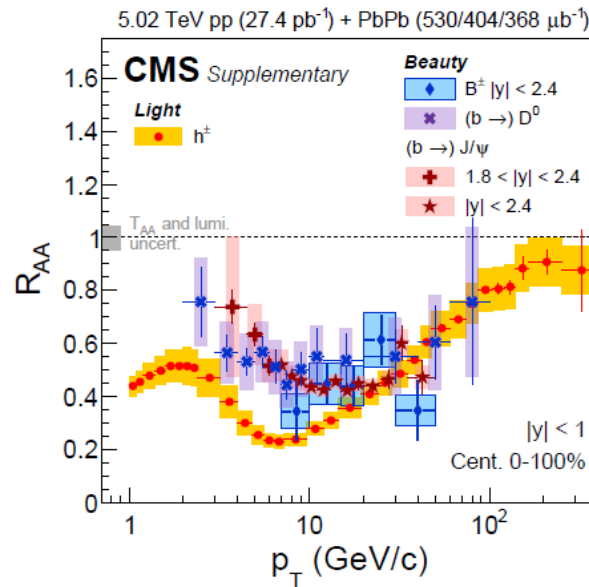 5.02 TeV pp (27.4 pb⁻¹) + PbPb (530/404/368 μb⁻¹)
CMS Supplementary
Light
h±
Beauty
B± |y| < 2.4
(b →) D⁰
(b →) J/ψ
1.8 < |y| < 2.4
|y| < 2.4
T_AA and lumi.
uncert.
|y| < 1
Cent. 0-100%
R_AA
1.6
1.4
1.2
1
0.8
0.6
0.4
0.2
0
1
10
10²
p_T (GeV/c)